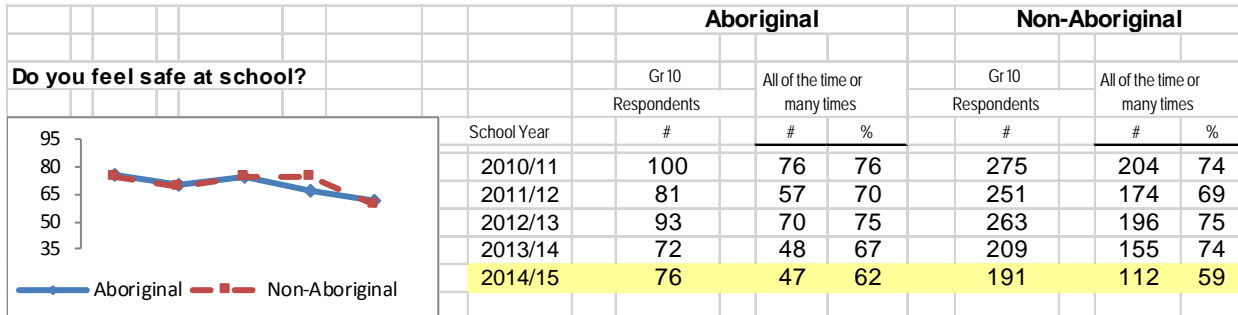 Aboriginal Non-Aboriginal
Do you feel safe at school? Gr 10 All of the time or Gr 10 All of the time or
Respondents many times Respondents many times
School Year # # % # # %
2010/11 100 76 76 275 204 74
2011/12 81 57 70 251 174 69
2012/13 93 70 75 263 196 75
2013/14 72 48 67 209 155 74
2014/15 76 47 62 191 112 59
95
80
65
50
35
Aboriginal Non-Aboriginal